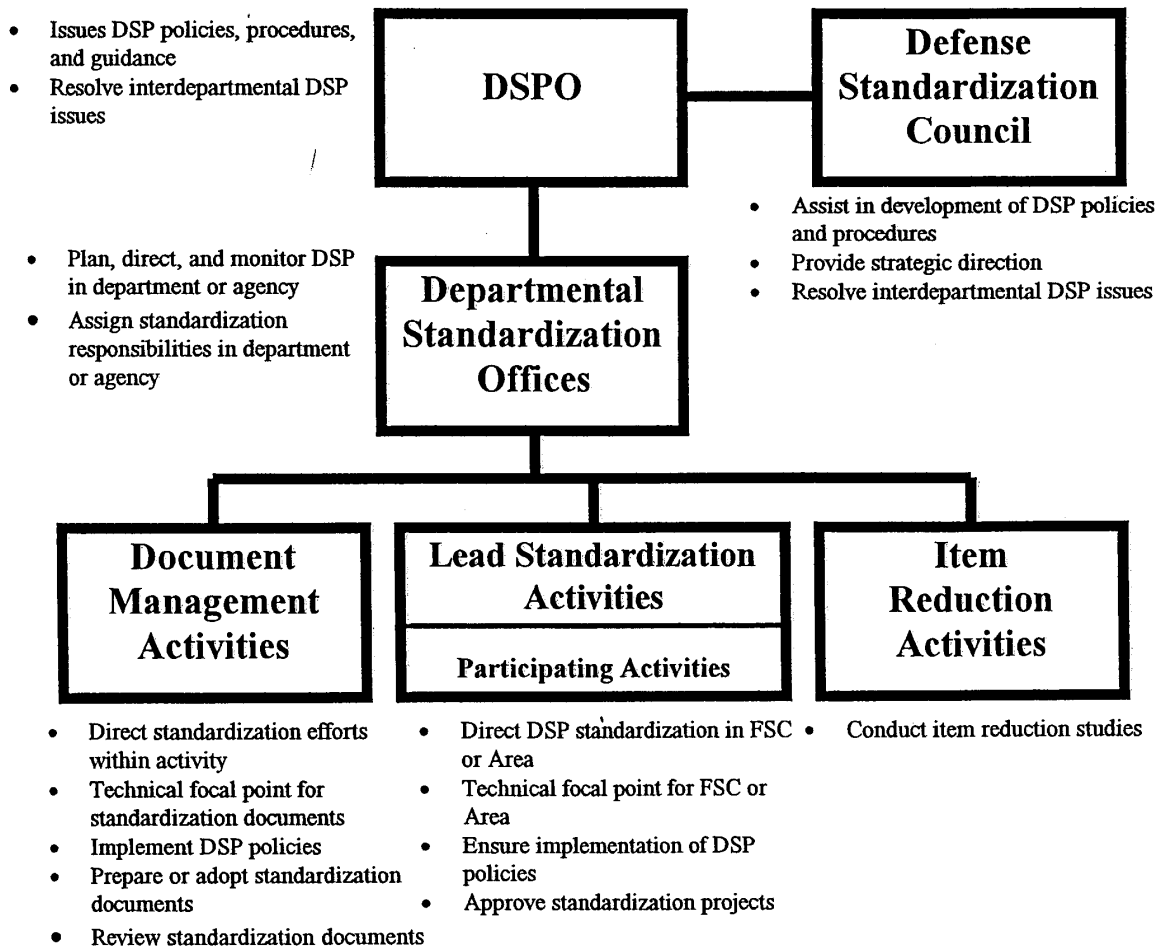 • Issues DSP policies, procedures,
and guidance
• Resolve interdepartmental DSP
issues
DSPO
Defense
Standardization
Council
• Assist in development of DSP policies
and procedures
• Provide strategic direction
• Resolve interdepartmental DSP issues
• Plan, direct, and monitor DSP
in department or agency
• Assign standardization
responsibilities in department
or agency
Departmental
Standardization
Offices
Document
Management
Activities
Lead Standardization
Activities
Participating Activities
Item
Reduction
Activities
• Direct standardization efforts
within activity
• Technical focal point for
standardization documents
• Implement DSP policies
• Prepare or adopt standardization
documents
• Review standardization documents
• Direct DSP standardization in FSC
or Area
• Technical focal point for FSC or
Area
• Ensure implementation of DSP
policies
• Approve standardization projects
• Conduct item reduction studies